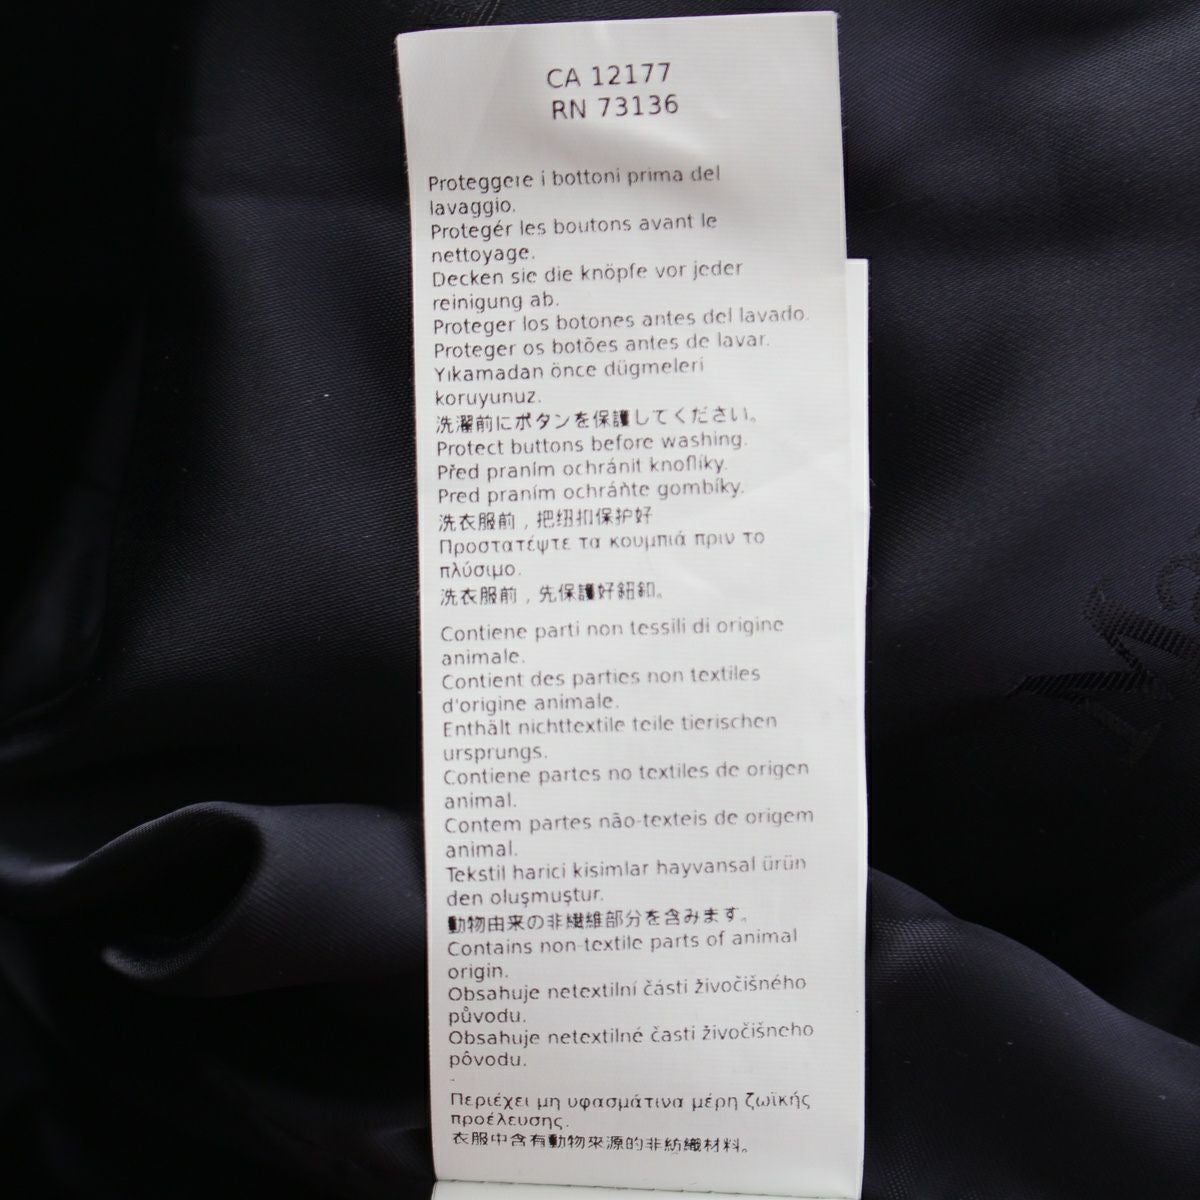 CA 12177
RN 73136
Proteggere i bottoni prima del
lavaggio.
Protegér les boutons avant le
nettoyage.
Decken sie die knöpfe vor jeder
reinigung ab.
Proteger los botones antes del lavado.
Proteger os botões antes de lavar.
Yıkamadan önce dügmeleri
koruyunuz.
洗濯前にボタンを保護してください。
Protect buttons before washing.
Před praním ochránit knoflíky.
Pred praním ochráňte gombíky.
洗衣服前，把纽扣保护好
Προστατέψτε τα κουμπιά πριν το
πλύσιμο.
洗衣服前，先保護好鈕釦。
Contiene parti non tessili di origine
animale.
Contient des parties non textiles
d'origine animale.
Enthält nichttextile teile tierischen
ursprungs.
Contiene partes no textiles de origen
animal.
Contem partes não-texteis de origem
animal.
Tekstil harici kisimlar hayvansal ürün
den oluşmuştur.
動物由来の非繊維部分を含みます。
Contains non-textile parts of animal
origin.
Obsahuje netextilní části živočišného
původu.
Obsahuje netextilné časti živočišneho
pôvodu.
Περιέχει μη υφασμάτινα μέρη ζωϊκής
προέλευσης.
衣服中含有動物來源的非紡織材料。